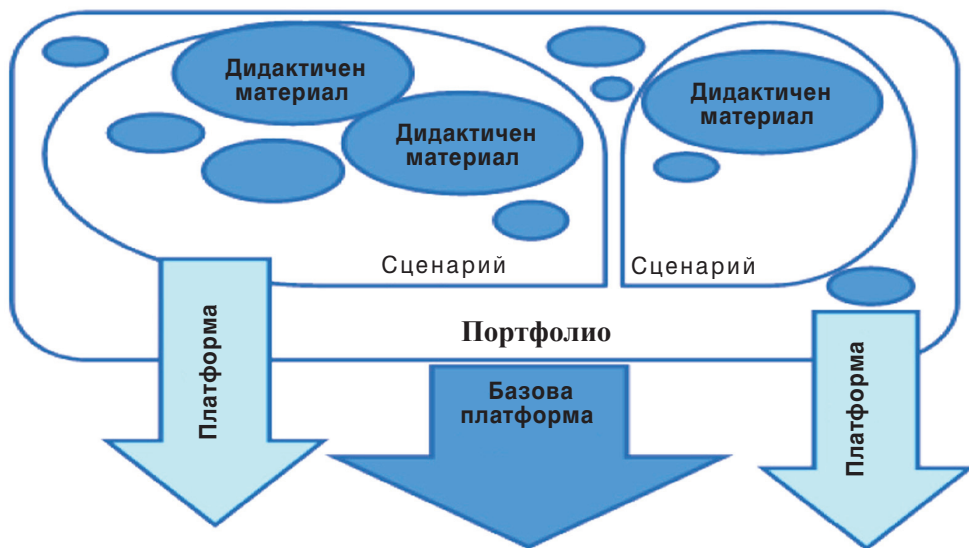 Дидактичен
материал
Дидактичен
материал
Дидактичен
материал
Сценарий
Сценарий
Портфолио
Платформа
Базова
платформа
Платформа